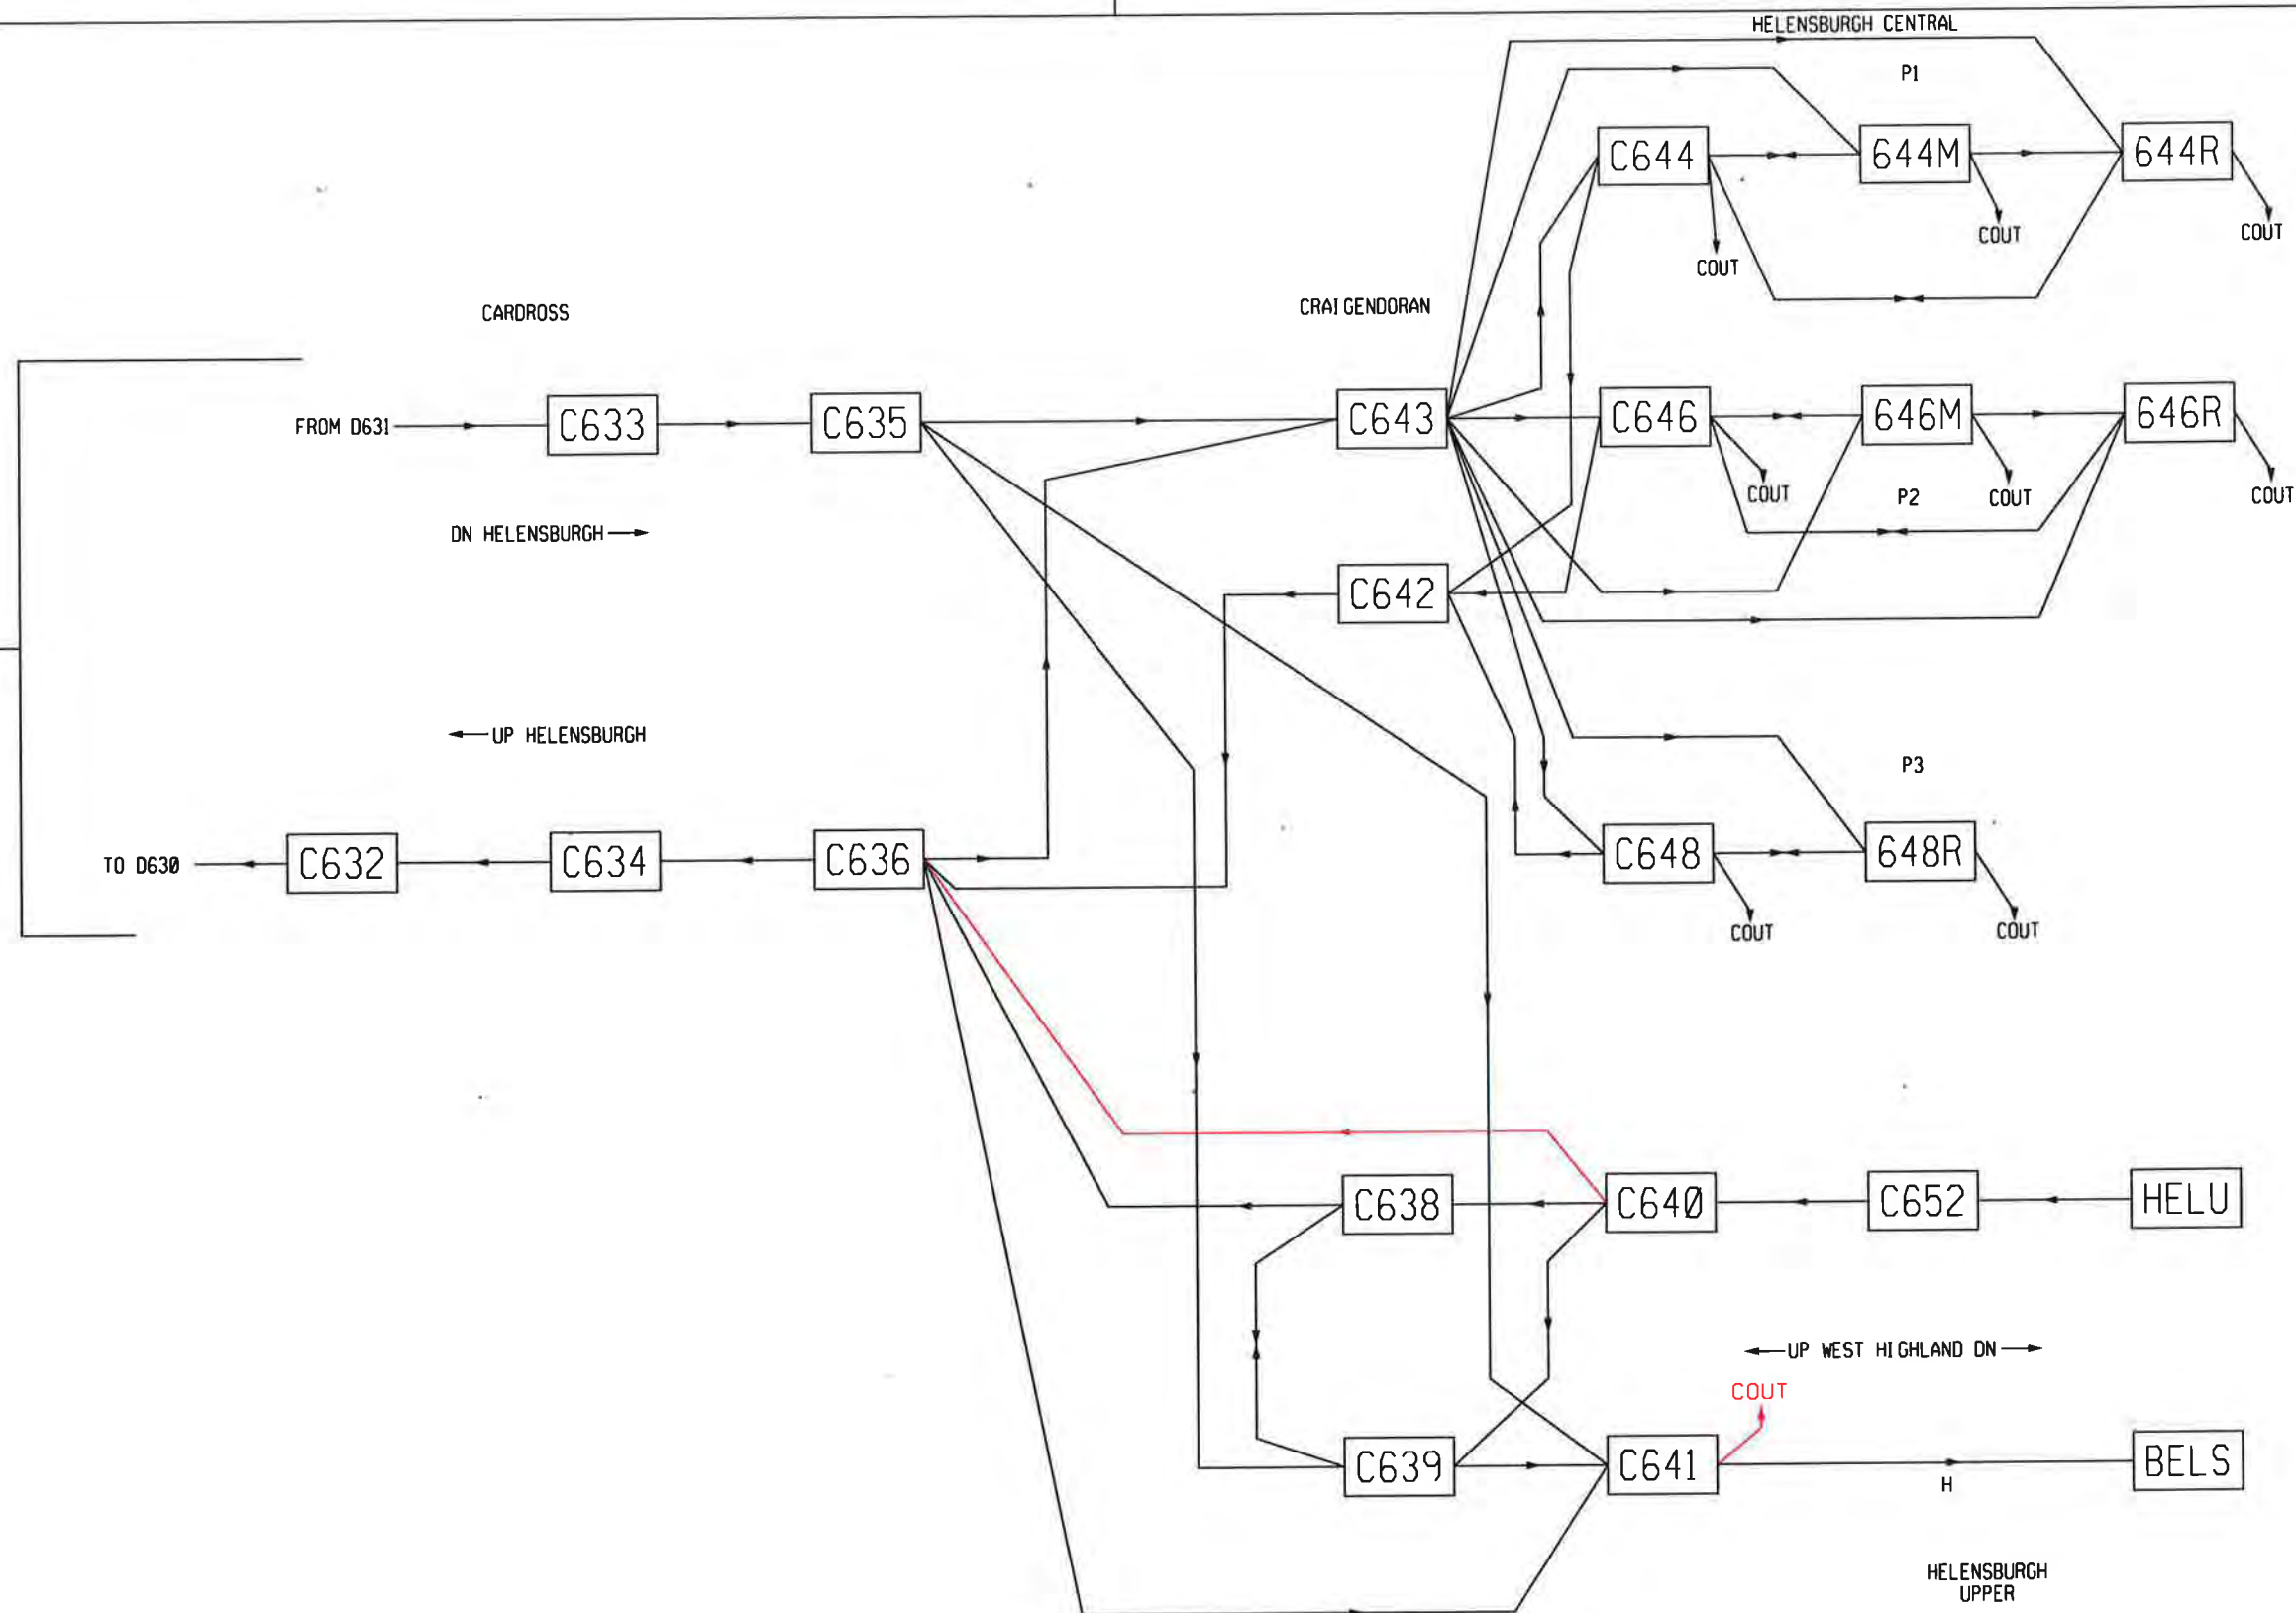 HELENSBURGH CENTRAL
P1
C644
644M
644R
COUT
COUT
COUT
CARDROSS
CRAIGENDORAN
FROM D631
C633
C635
C643
C646
646M
646R
COUT
P2
COUT
COUT
DN HELENSBURGH
C642
UP HELENSBURGH
P3
TO D630
C632
C634
C636
C648
648R
COUT
COUT
C638
C640
C652
HELU
UP WEST HIGHLAND DN
COUT
C639
C641
BELS
H
HELENSBURGH
UPPER